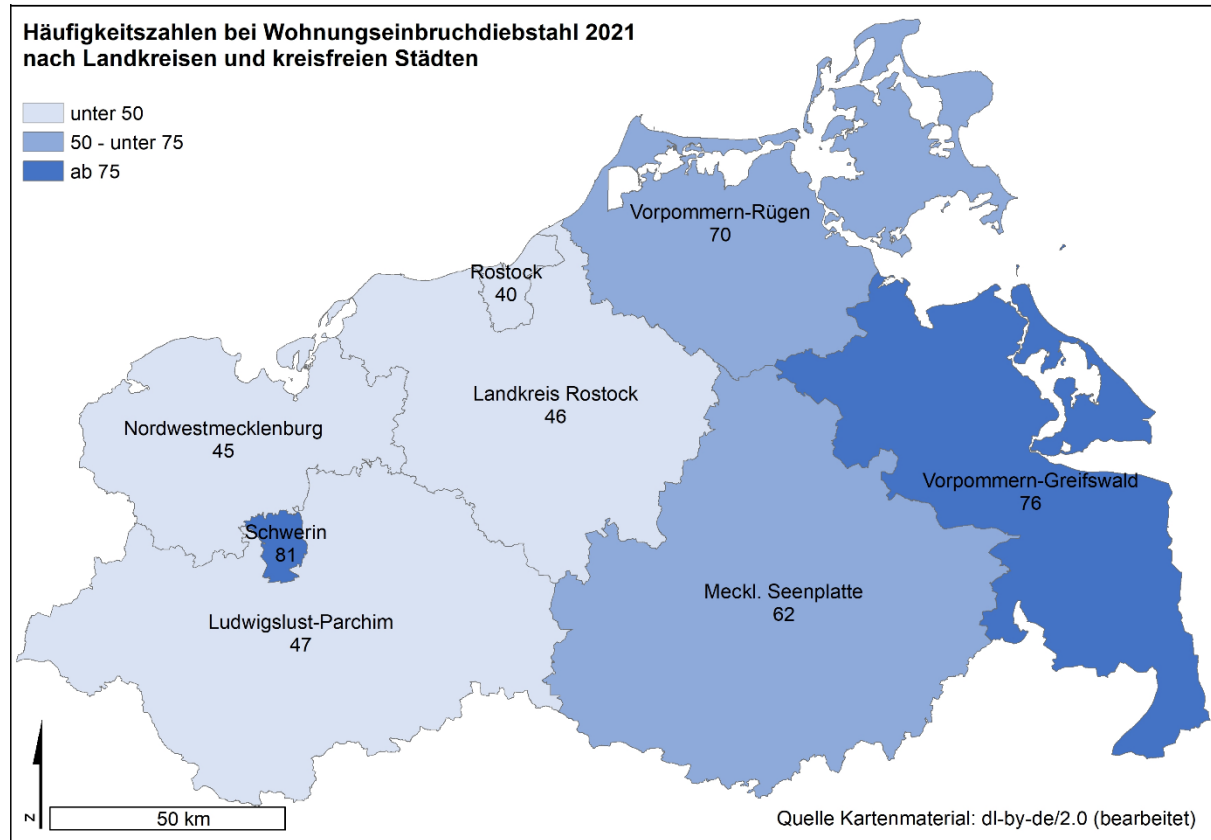 Häufigkeitszahlen bei Wohnungseinbruchdiebstahl 2021
nach Landkreisen und kreisfreien Städten
unter 50
50 - unter 75
ab 75
Vorpommern-Rügen
70
Rostock
40
Landkreis Rostock
46
Nordwestmecklenburg
45
Vorpommern-Greifswald
76
Schwerin
81
Meckl. Seenplatte
62
Ludwigslust-Parchim
47
N
50 km
Quelle Kartenmaterial: dl-by-de/2.0 (bearbeitet)